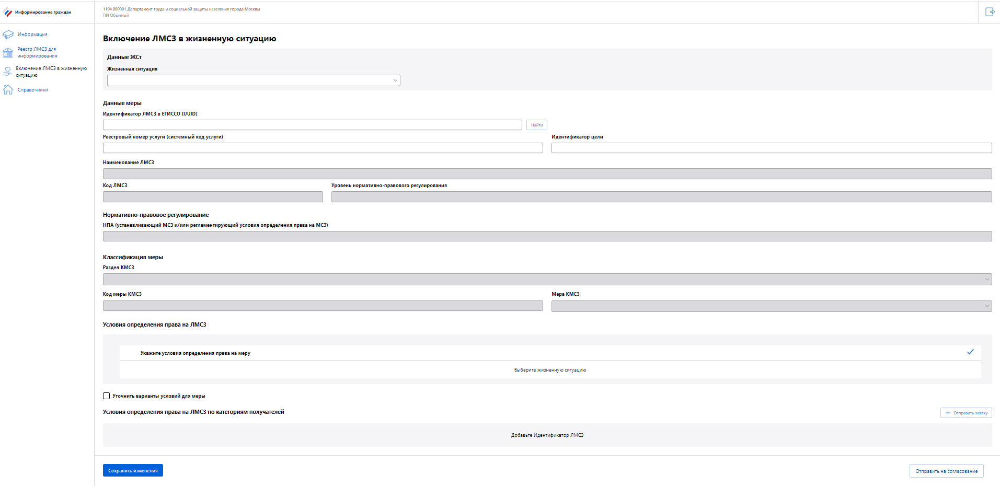 Информирование граждан
1104.000001 Департамент труда и социальной защиты населения города Москвы
ПИ Обычный
Информация
Реестр ЛМСЗ для
информирования
Включение ЛМСЗ в жизненную
ситуацию
Справочники
Включение ЛМСЗ в жизненную ситуацию
Данные ЖСт
Жизненная ситуация
Данные меры
Идентификатор ЛМСЗ в ЕГИССО (UUID)
Найти
Реестровый номер услуги (системный код услуги)
Идентификатор цели
Наименование ЛМСЗ
Код ЛМСЗ
Уровень нормативно-правового регулирования
Нормативно-правовое регулирование
НПА (устанавливающий МСЗ и/или регламентирующий условия определения права на МСЗ)
Классификация меры
Раздел КМСЗ
Код меры КМСЗ
Мера КМСЗ
Условия определения права на ЛМСЗ
Укажите условия определения права на меру
Выберите жизненную ситуацию
Уточнить варианты условий для меры
Условия определения права на ЛМСЗ по категориям получателей
Отправить заявку
Добавьте Идентификатор ЛМСЗ
Сохранить изменения
Отправить на согласование